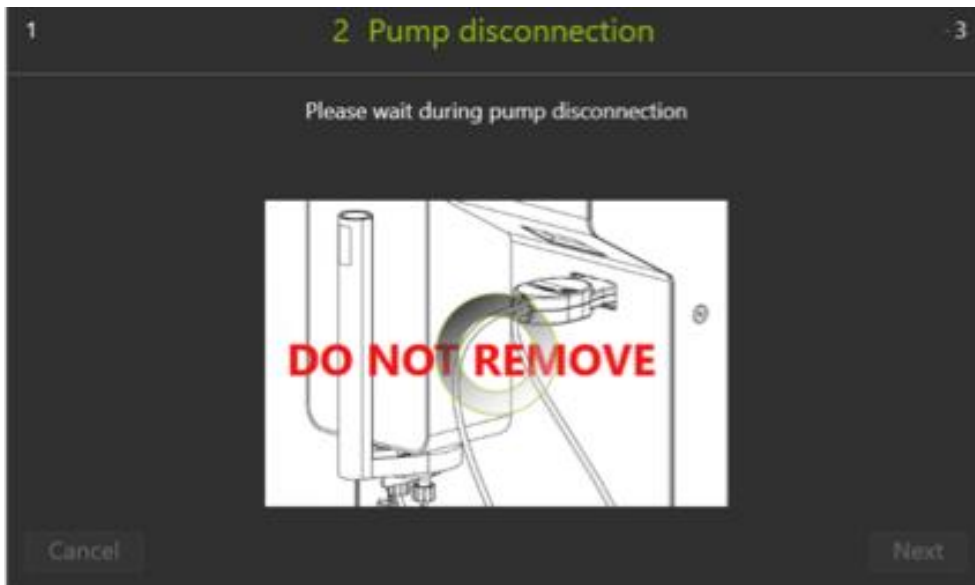 1
2 Pump disconnection
3
Please wait during pump disconnection
DO NOT REMOVE
Cancel
Next